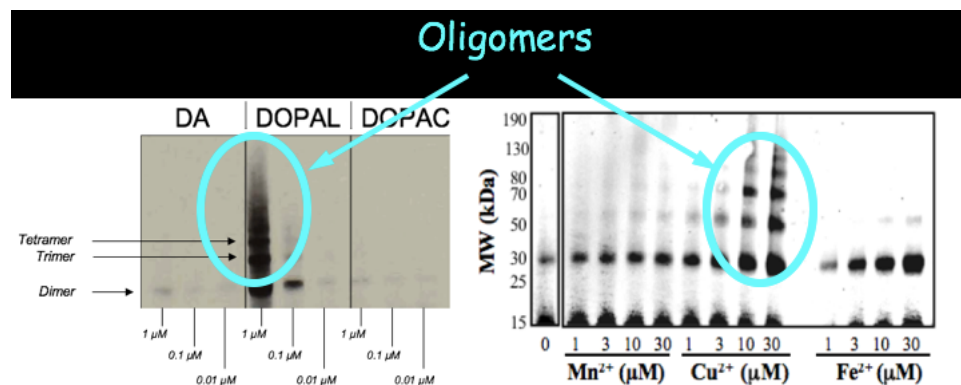 Oligomers
DA DOPAL DOPAC
Tetramer
Trimer
Dimer
1 µM 1 µM 1 µM
0.1 µM 0.1 µM 0.1 µM
0.01 µM 0.01 µM 0.01 µM
MW (kDa)
190
130
80
70
50
30
25
15
0 1 3 10 30 1 3 10 30 1 3 10 30
Mn²⁺ (µM) Cu²⁺ (µM) Fe²⁺ (µM)